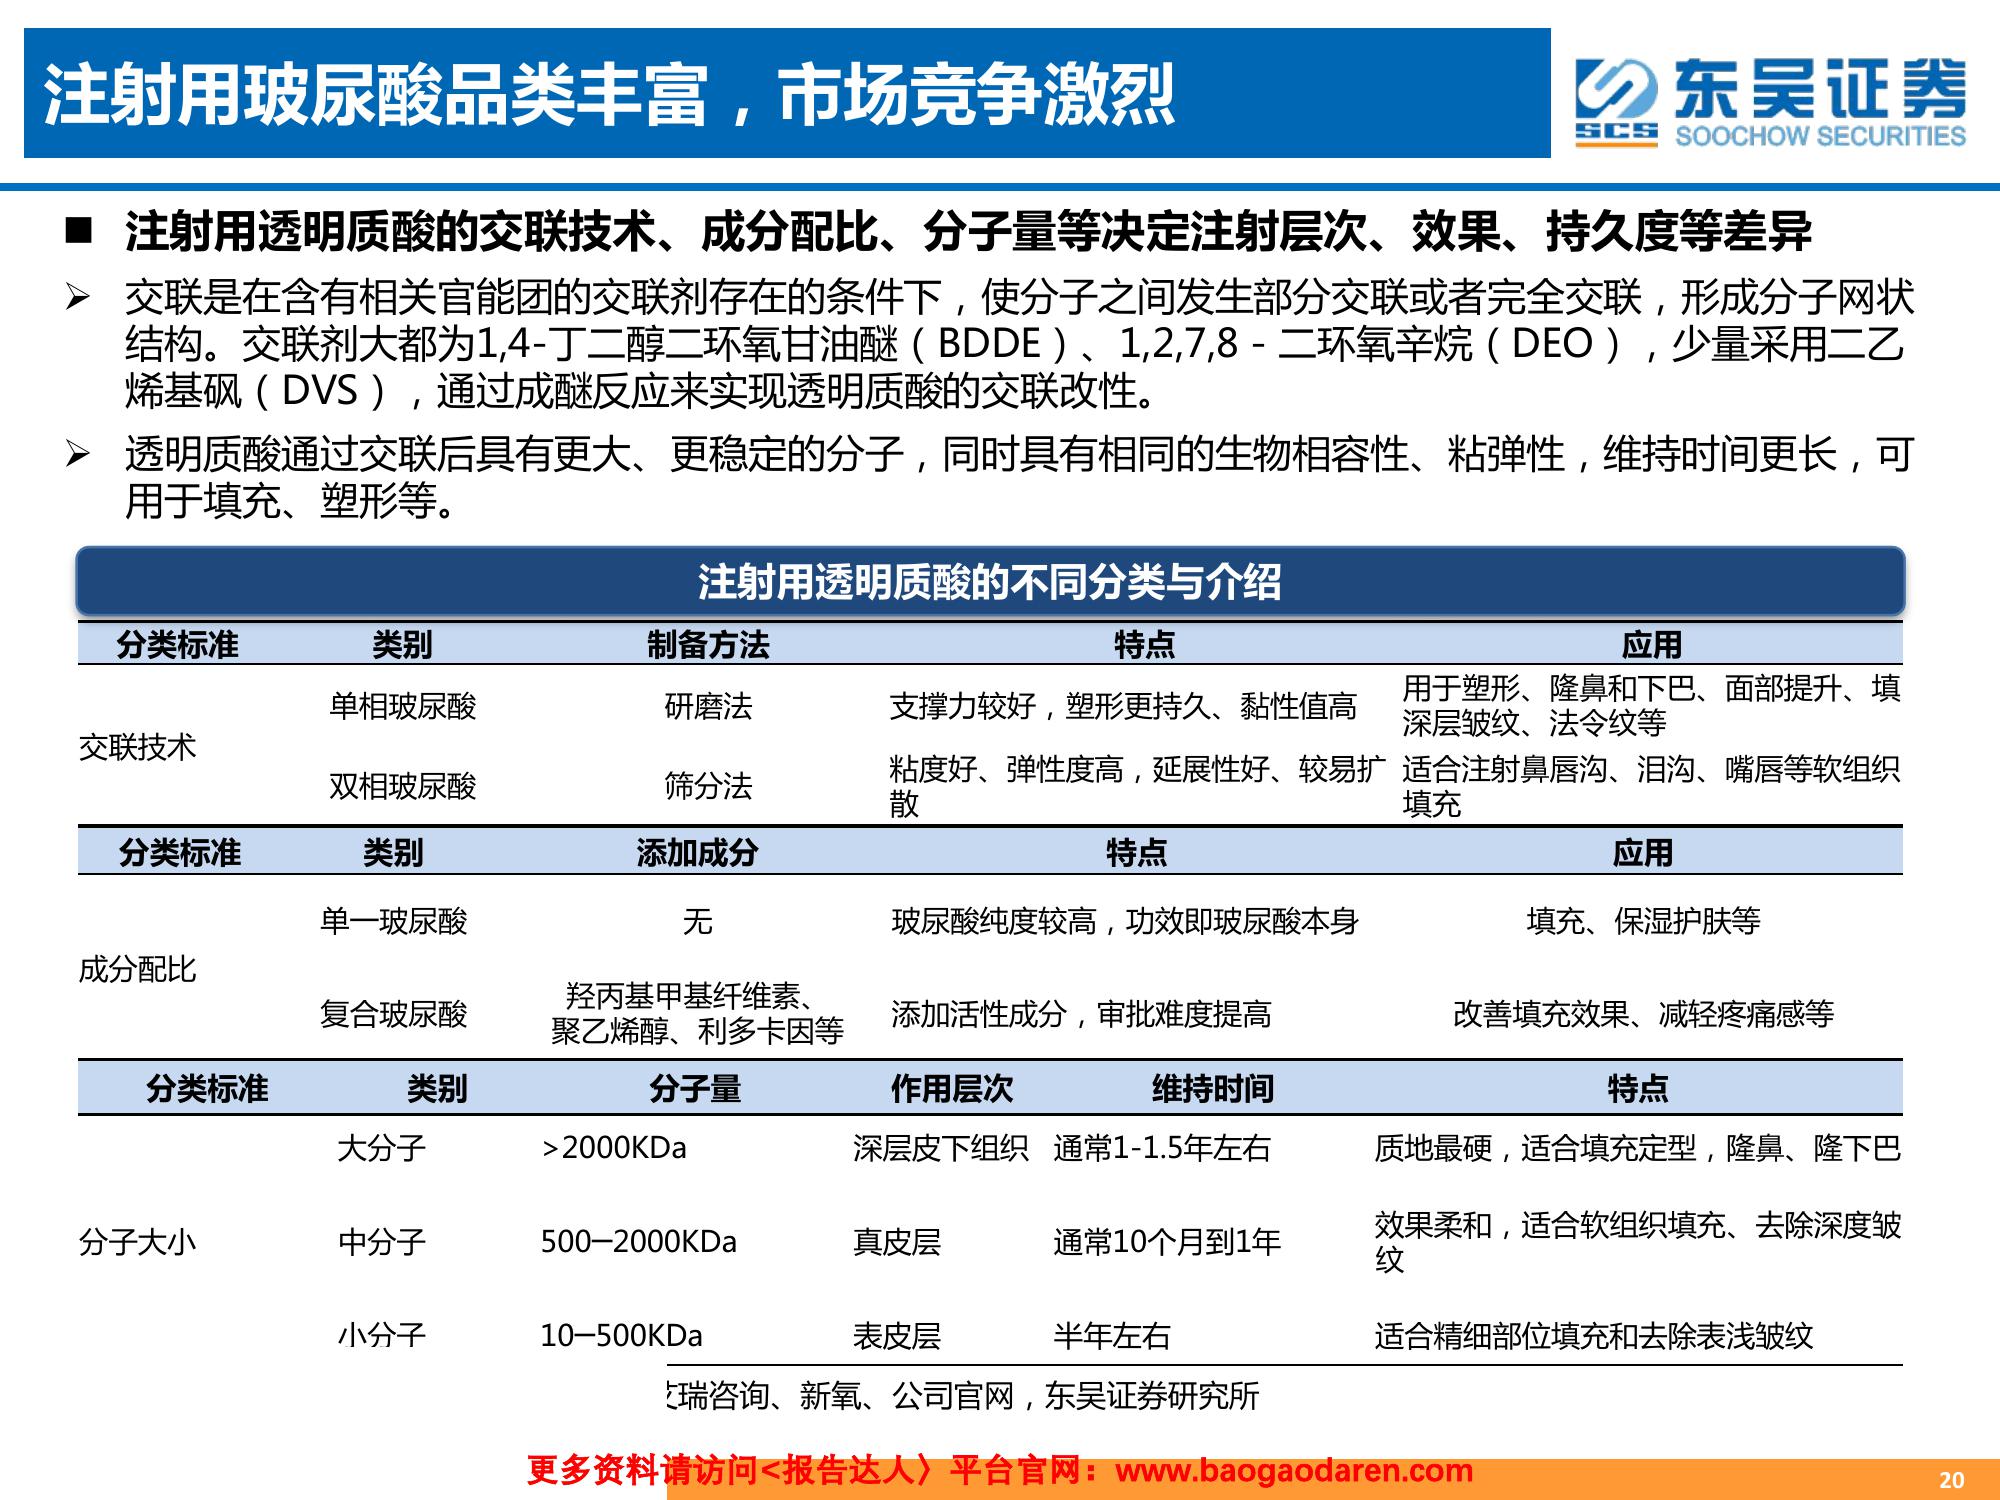 注射用玻尿酸品类丰富，市场竞争激烈
东吴证券
SCS
SOOCHOW SECURITIES
■ 注射用透明质酸的交联技术、成分配比、分子量等决定注射层次、效果、持久度等差异
➢ 交联是在含有相关官能团的交联剂存在的条件下，使分子之间发生部分交联或者完全交联，形成分子网状
结构。交联剂大都为1,4-丁二醇二环氧甘油醚（BDDE）、1,2,7,8 - 二环氧辛烷（DEO），少量采用二乙
烯基砜（DVS），通过成醚反应来实现透明质酸的交联改性。
➢ 透明质酸通过交联后具有更大、更稳定的分子，同时具有相同的生物相容性、粘弹性，维持时间更长，可
用于填充、塑形等。
注射用透明质酸的不同分类与介绍
分类标准 类别 制备方法 特点 应用
交联技术
单相玻尿酸 研磨法 支撑力较好，塑形更持久、黏性值高 用于塑形、隆鼻和下巴、面部提升、填
深层皱纹、法令纹等
双相玻尿酸 筛分法 粘度好、弹性度高，延展性好、较易扩 适合注射鼻唇沟、泪沟、嘴唇等软组织
散 填充
分类标准 类别 添加成分 特点 应用
成分配比
单一玻尿酸 无 玻尿酸纯度较高，功效即玻尿酸本身 填充、保湿护肤等
羟丙基甲基纤维素、
复合玻尿酸 聚乙烯醇、利多卡因等 添加活性成分，审批难度提高 改善填充效果、减轻疼痛感等
分类标准 类别 分子量 作用层次 维持时间 特点
大分子 >2000KDa 深层皮下组织 通常1-1.5年左右 质地最硬，适合填充定型，隆鼻、隆下巴
分子大小 中分子 500─2000KDa 真皮层 通常10个月到1年 效果柔和，适合软组织填充、去除深度皱
纹
小分子 10─500KDa 表皮层 半年左右 适合精细部位填充和去除表浅皱纹
瑞咨询、新氧、公司官网，东吴证券研究所
更多资料请访问<报告达人〉平台官网：www.baogaodaren.com
20